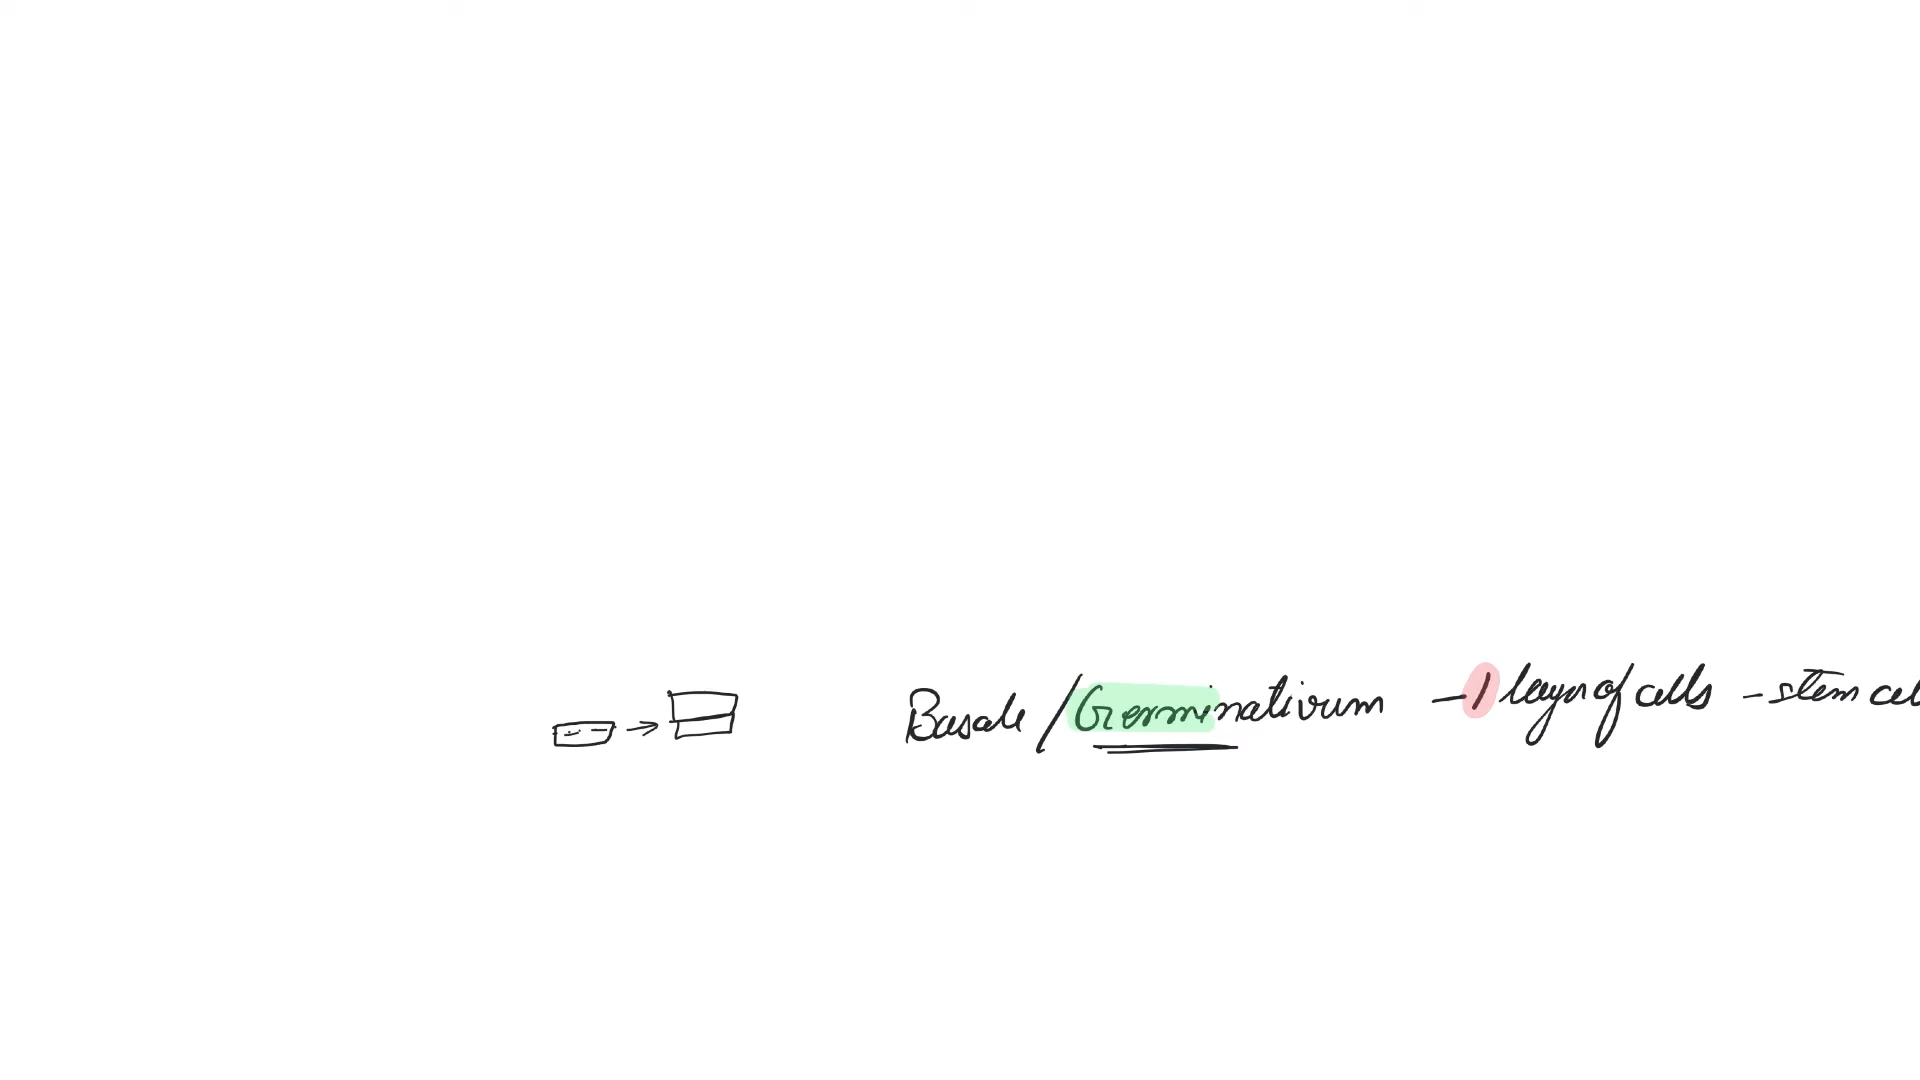 Basale / Germinativum - 1 layer of cells - stem cel